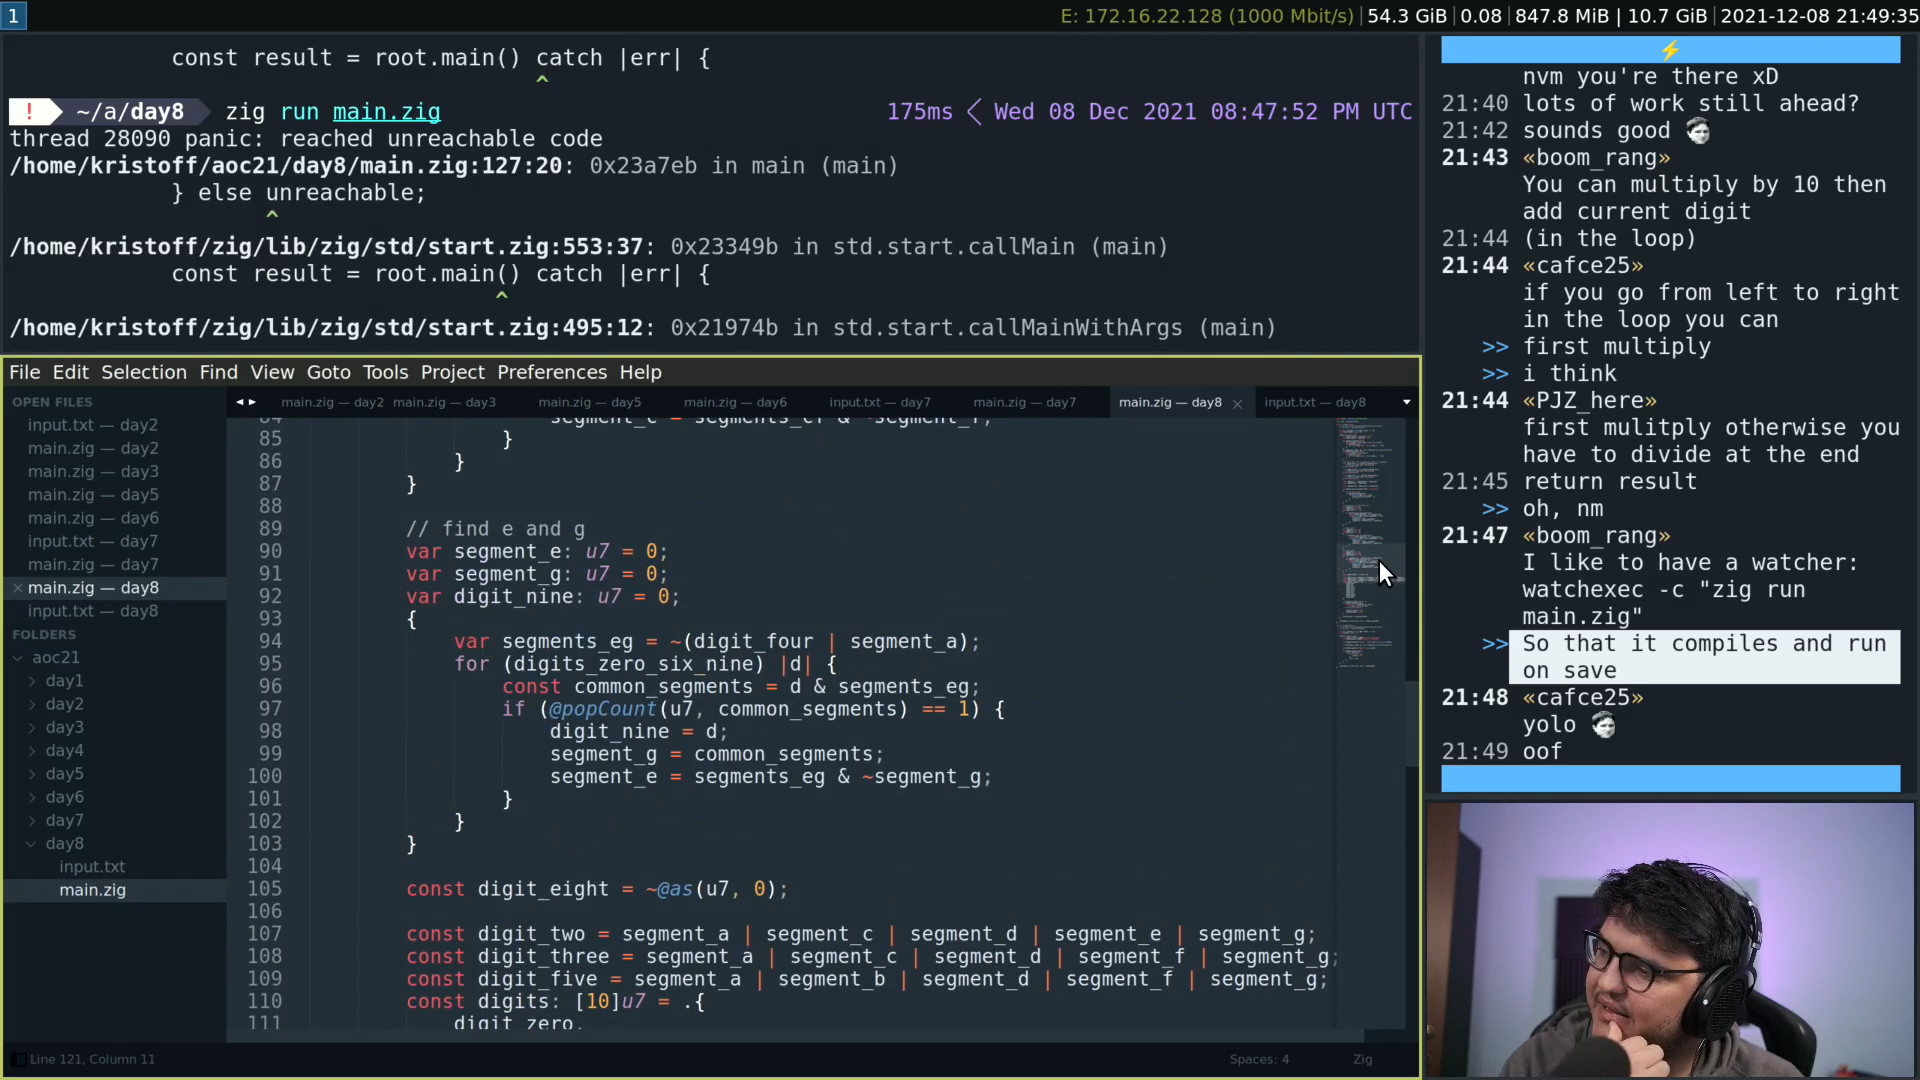 1
E: 172.16.22.128 (1000 Mbit/s) | 54.3 GiB | 0.08 | 847.8 MiB | 10.7 GiB | 2021-12-08 21:49:35
const result = root.main() catch |err| {
^
! ~/a/day8 zig run main.zig 175ms < Wed 08 Dec 2021 08:47:52 PM UTC
thread 28090 panic: reached unreachable code
/home/kristoff/aoc21/day8/main.zig:127:20: 0x23a7eb in main (main)
} else unreachable;
^
/home/kristoff/zig/lib/zig/std/start.zig:553:37: 0x23349b in std.start.callMain (main)
const result = root.main() catch |err| {
^
/home/kristoff/zig/lib/zig/std/start.zig:495:12: 0x21974b in std.start.callMainWithArgs (main)
File Edit Selection Find View Goto Tools Project Preferences Help
OPEN FILES
input.txt — day2
main.zig — day2
main.zig — day3
main.zig — day5
main.zig — day6
input.txt — day7
main.zig — day7
main.zig — day8
input.txt — day8
FOLDERS
aoc21
day1
day2
day3
day4
day5
day6
day7
day8
input.txt
main.zig
main.zig — day2 main.zig — day3 main.zig — day5 main.zig — day6 input.txt — day7 main.zig — day7 main.zig — day8 input.txt — day8
84 segment_c = segments_cf & ~segment_f;
85 }
86 }
87 }
88
89 // find e and g
90 var segment_e: u7 = 0;
91 var segment_g: u7 = 0;
92 var digit_nine: u7 = 0;
93 {
94 var segments_eg = ~(digit_four | segment_a);
95 for (digits_zero_six_nine) |d| {
96 const common_segments = d & segments_eg;
97 if (@popCount(u7, common_segments) == 1) {
98 digit_nine = d;
99 segment_g = common_segments;
100 segment_e = segments_eg & ~segment_g;
101 }
102 }
103 }
104
105 const digit_eight = ~@as(u7, 0);
106
107 const digit_two = segment_a | segment_c | segment_d | segment_e | segment_g;
108 const digit_three = segment_a | segment_c | segment_d | segment_f | segment_g;
109 const digit_five = segment_a | segment_b | segment_d | segment_f | segment_g;
110 const digits: [10]u7 = .{
111 digit_zero,
Line 121, Column 11
Spaces: 4
Zig
nvm you're there xD
21:40 lots of work still ahead?
21:42 sounds good
21:43 «boom_rang»
You can multiply by 10 then
add current digit
21:44 (in the loop)
21:44 «cafce25»
if you go from left to right
in the loop you can
>> first multiply
>> i think
21:44 «PJZ_here»
first mulitply otherwise you
have to divide at the end
21:45 return result
>> oh, nm
21:47 «boom_rang»
I like to have a watcher:
watchexec -c "zig run
main.zig"
>> So that it compiles and run
on save
21:48 «cafce25»
yolo
21:49 oof